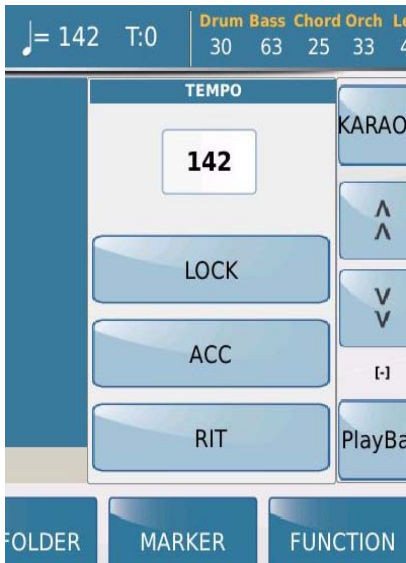 ♩= 142 T:0
Drum Bass Chord Orch
30 63 25 33
TEMPO
142
LOCK
ACC
RIT
KARAO
[-]
PlayBa
FOLDER MARKER FUNCTION